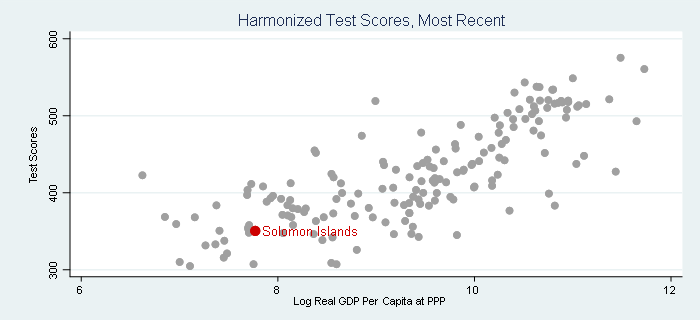 Harmonized Test Scores, Most Recent
600
500
400
300
Test Scores
Solomon Islands
6 8 10 12
Log Real GDP Per Capita at PPP